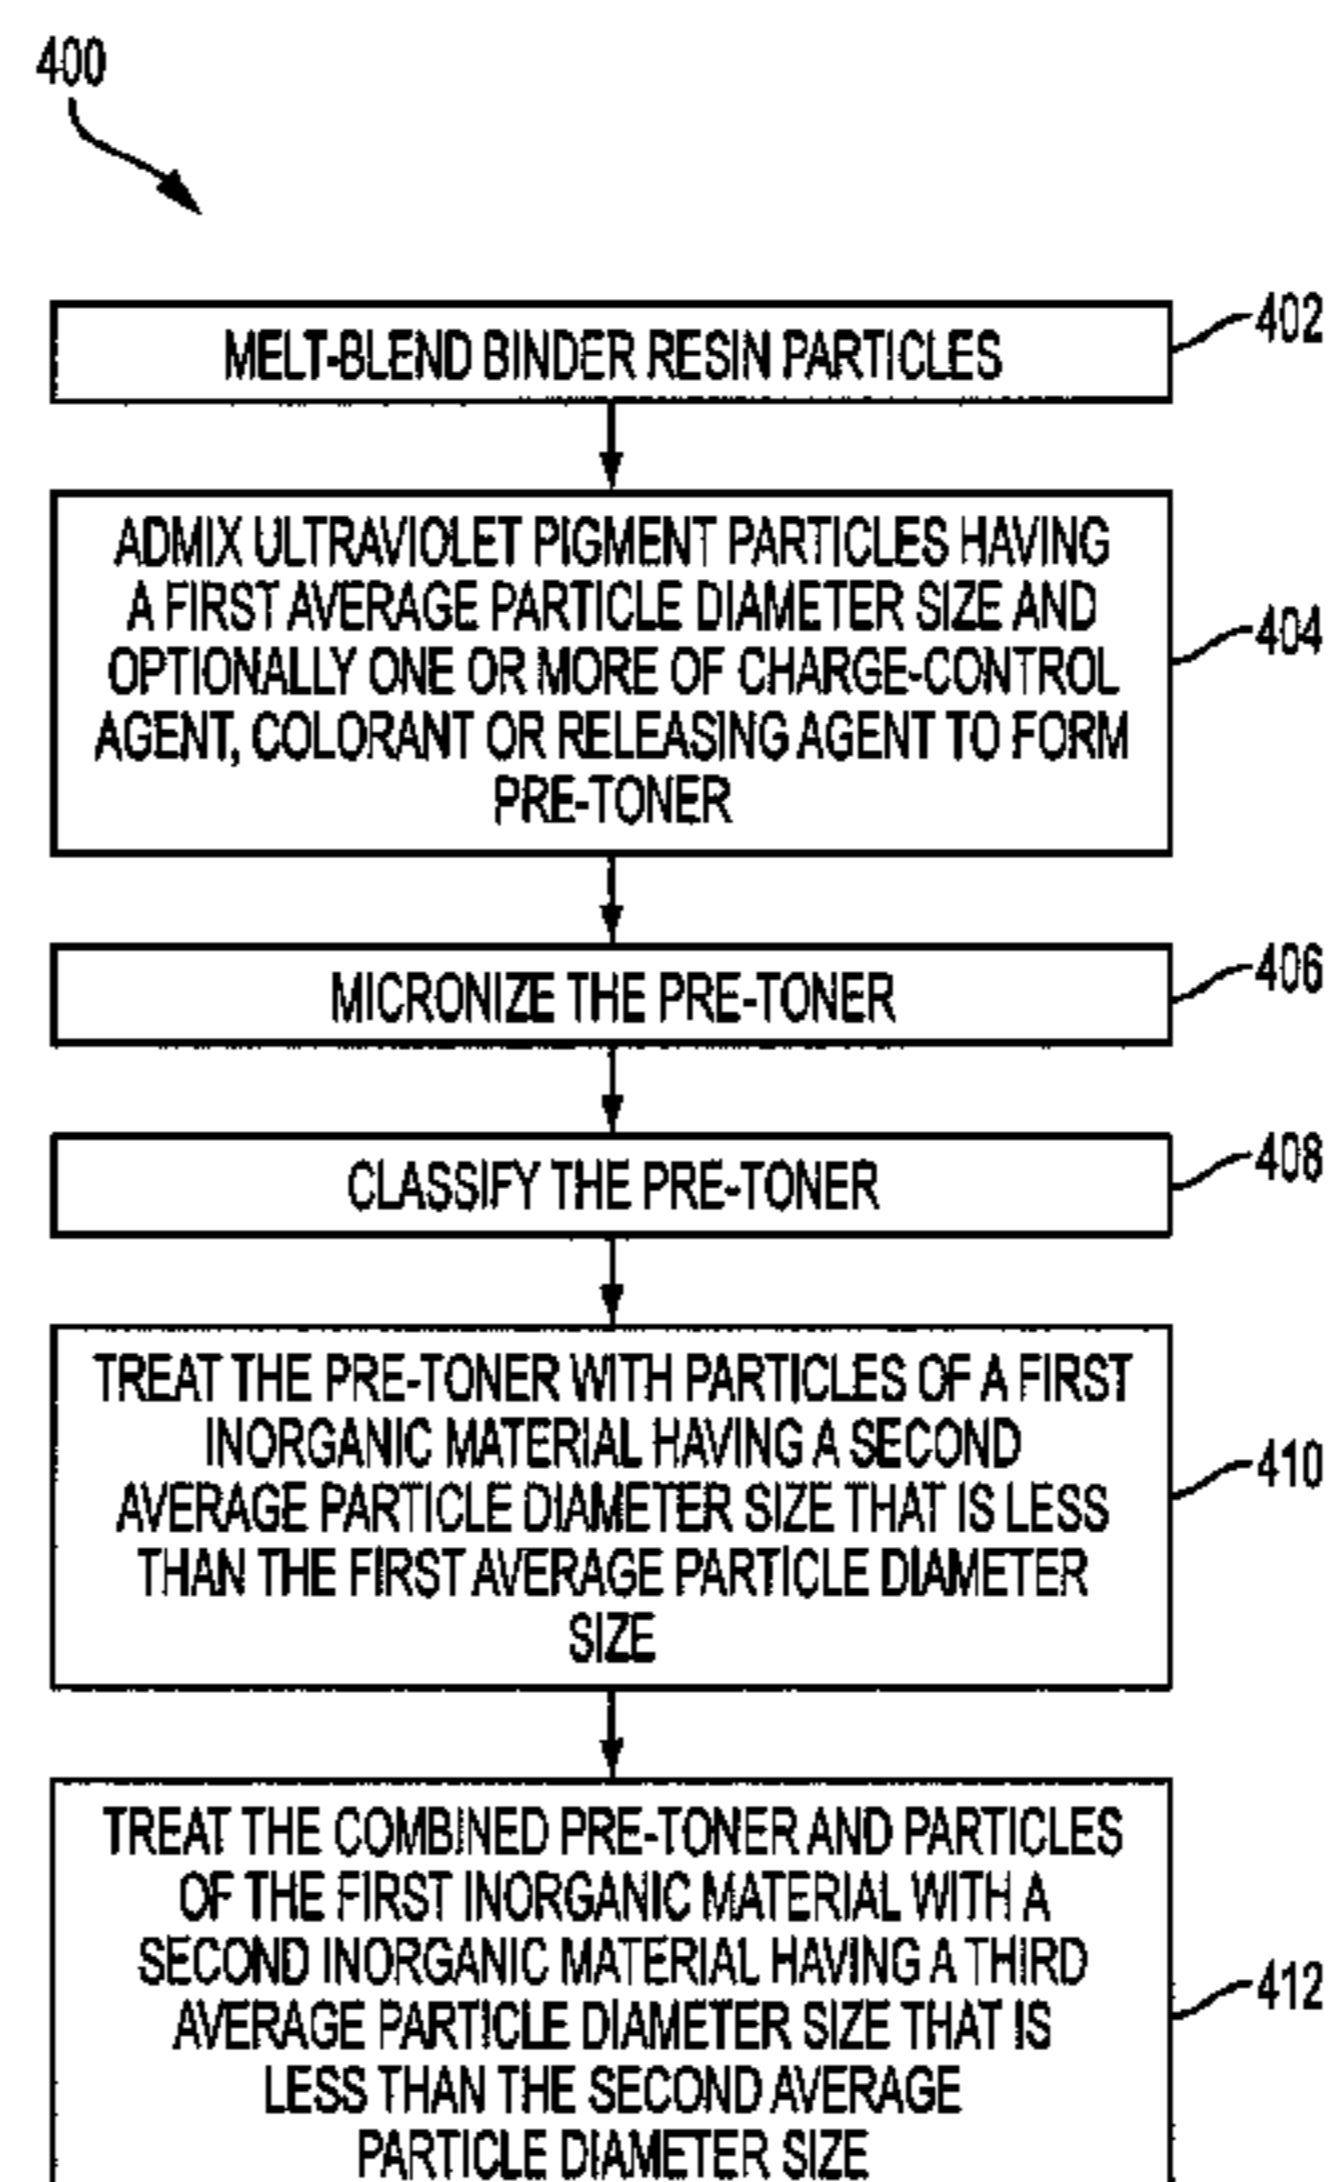 400
MELT-BLEND BINDER RESIN PARTICLES
402
ADMIX ULTRAVIOLET PIGMENT PARTICLES HAVING
A FIRST AVERAGE PARTICLE DIAMETER SIZE AND
OPTIONALLY ONE OR MORE OF CHARGE-CONTROL
AGENT, COLORANT OR RELEASING AGENT TO FORM
PRE-TONER
404
MICRONIZE THE PRE-TONER
406
CLASSIFY THE PRE-TONER
408
TREAT THE PRE-TONER WITH PARTICLES OF A FIRST
INORGANIC MATERIAL HAVING A SECOND
AVERAGE PARTICLE DIAMETER SIZE THAT IS LESS
THAN THE FIRST AVERAGE PARTICLE DIAMETER
SIZE
410
TREAT THE COMBINED PRE-TONER AND PARTICLES
OF THE FIRST INORGANIC MATERIAL WITH A
SECOND INORGANIC MATERIAL HAVING A THIRD
AVERAGE PARTICLE DIAMETER SIZE THAT IS
LESS THAN THE SECOND AVERAGE
PARTICLE DIAMETER SIZE
412